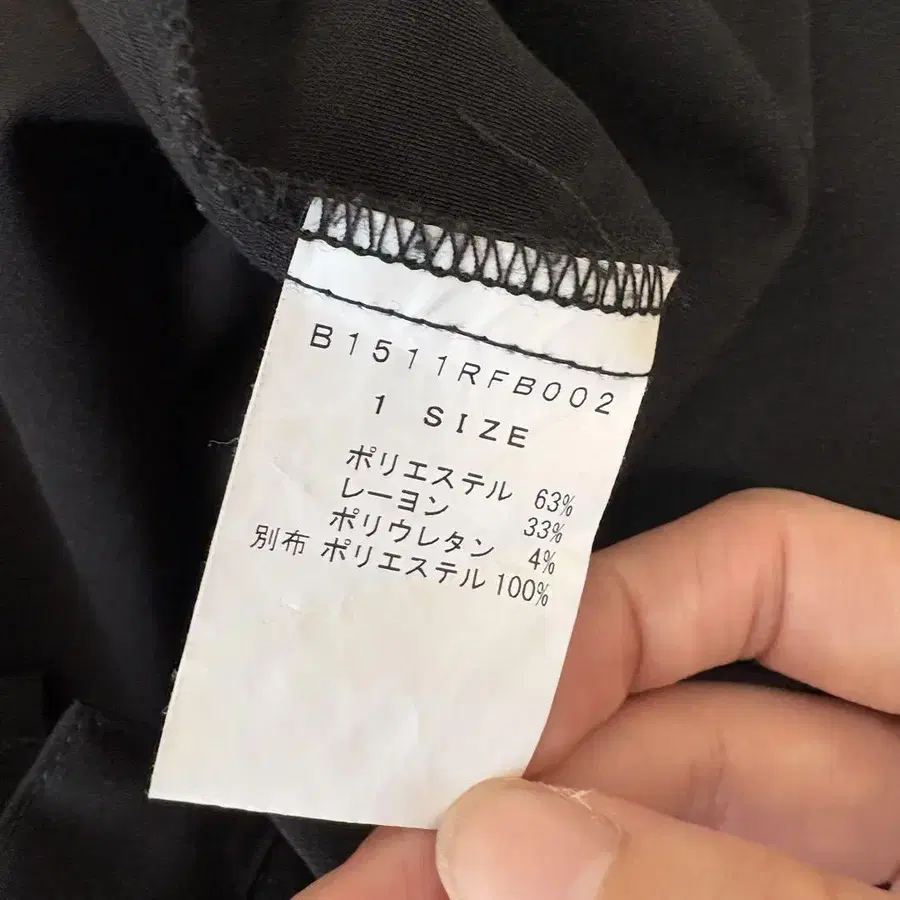 B1511RFB002
1 SIZE
ポリエステル 63%
レーヨン 33%
ポリウレタン 4%
別布 ポリエステル 100%